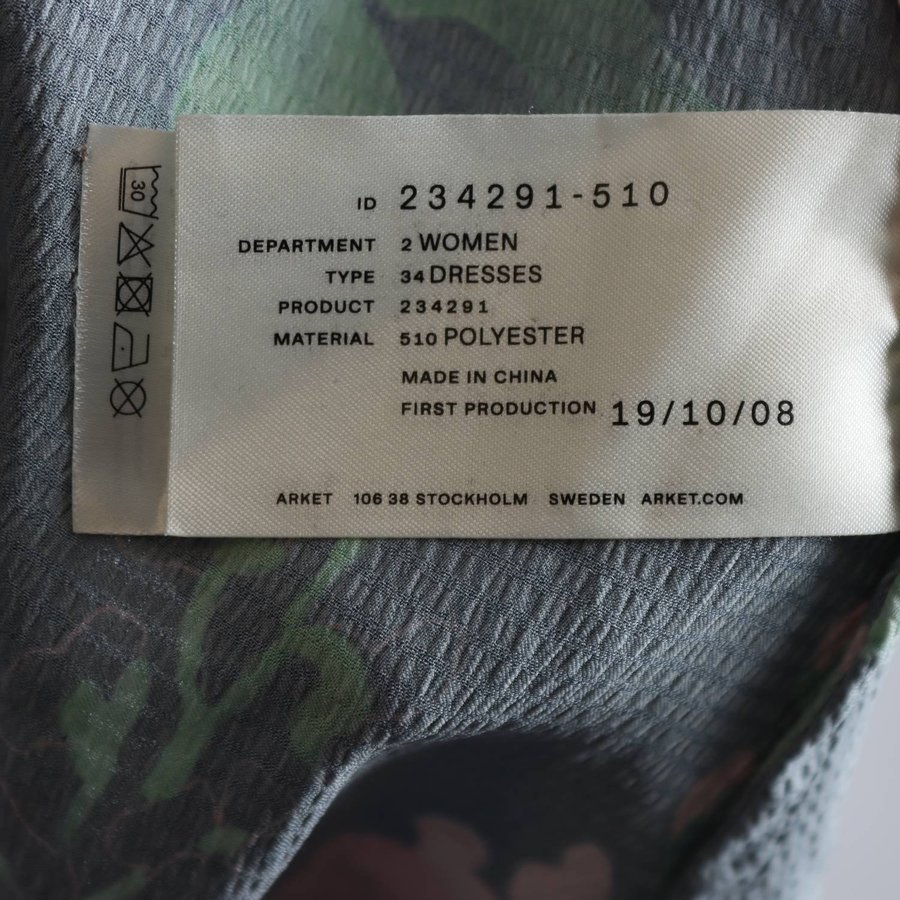 ID 234291-510
DEPARTMENT 2 WOMEN
TYPE 34 DRESSES
PRODUCT 234291
MATERIAL 510 POLYESTER
MADE IN CHINA
FIRST PRODUCTION 19/10/08
ARKET 106 38 STOCKHOLM SWEDEN ARKET.COM
30